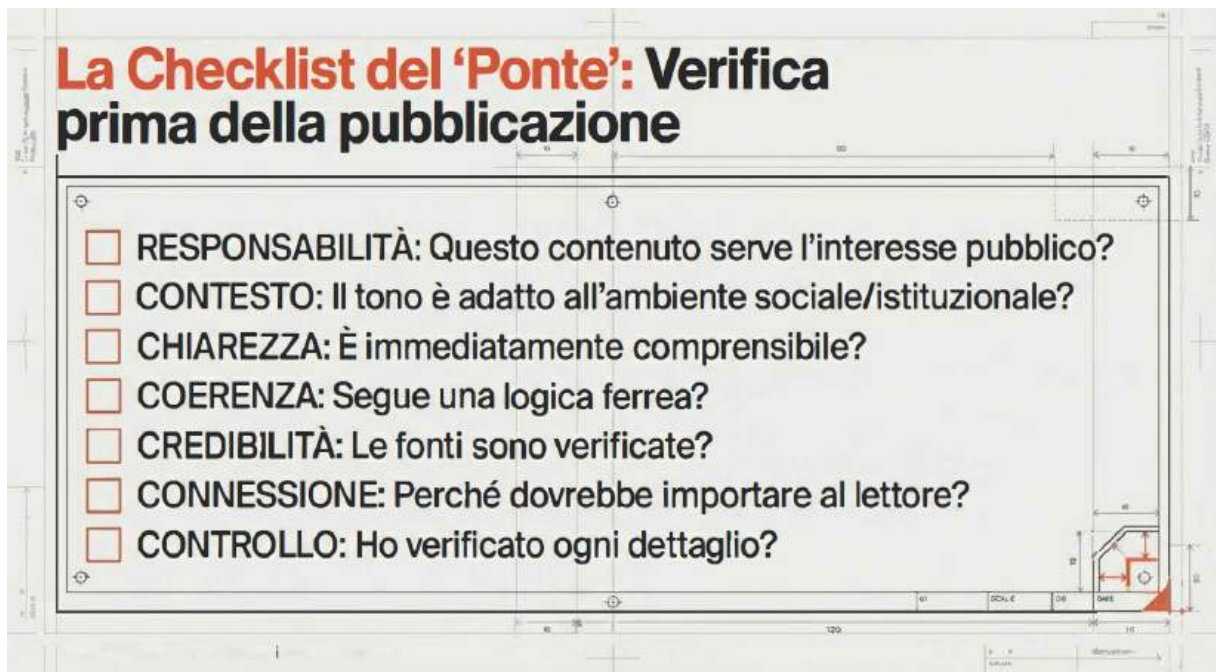 La Checklist del ‘Ponte’: Verifica
prima della pubblicazione
RESPONSABILITÀ: Questo contenuto serve l’interesse pubblico?
CONTESTO: Il tono è adatto all’ambiente sociale/istituzionale?
CHIAREZZA: È immediatamente comprensibile?
COERENZA: Segue una logica ferrea?
CREDIBILITÀ: Le fonti sono verificate?
CONNESSIONE: Perché dovrebbe importare al lettore?
CONTROLLO: Ho verificato ogni dettaglio?